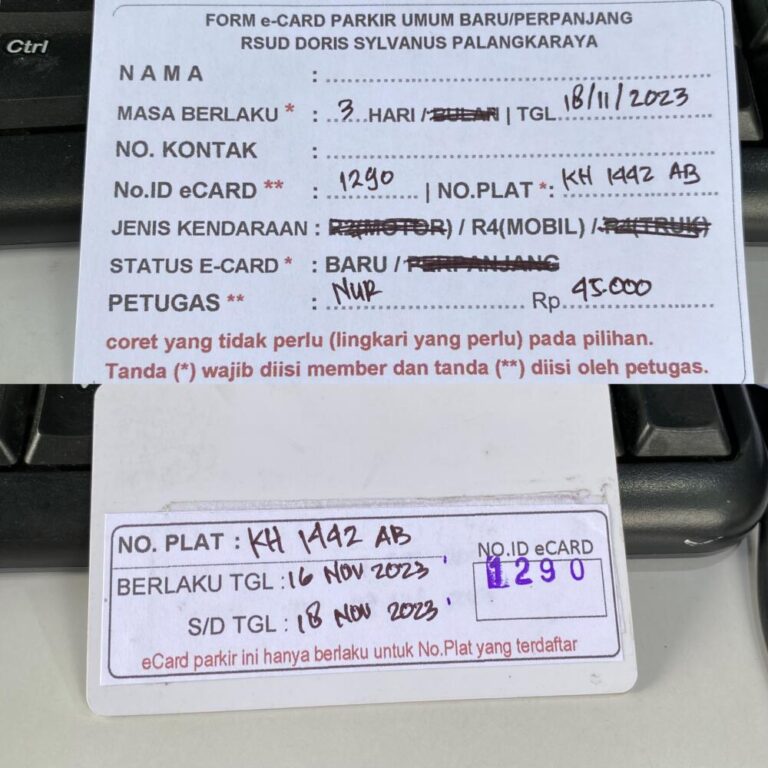 Ctrl
FORM e-CARD PARKIR UMUM BARU/PERPANJANG
RSUD DORIS SYLVANUS PALANGKARAYA
NAMA :
MASA BERLAKU * : 3 HARI / BULAN | TGL 18/11/2023
NO. KONTAK :
No.ID eCARD ** : 1290 | NO.PLAT *: KH 1442 AB
JENIS KENDARAAN : R2(MOTOR) / R4(MOBIL) / R4(TRUK)
STATUS E-CARD * : BARU / PERPANJANG
PETUGAS ** : NUR Rp 45.000
coret yang tidak perlu (lingkari yang perlu) pada pilihan.
Tanda (*) wajib diisi member dan tanda (**) diisi oleh petugas.
NO. PLAT : KH 1442 AB
NO.ID eCARD
BERLAKU TGL : 16 NOV 2023
1290
S/D TGL : 18 NOV 2023
eCard parkir ini hanya berlaku untuk No.Plat yang terdaftar